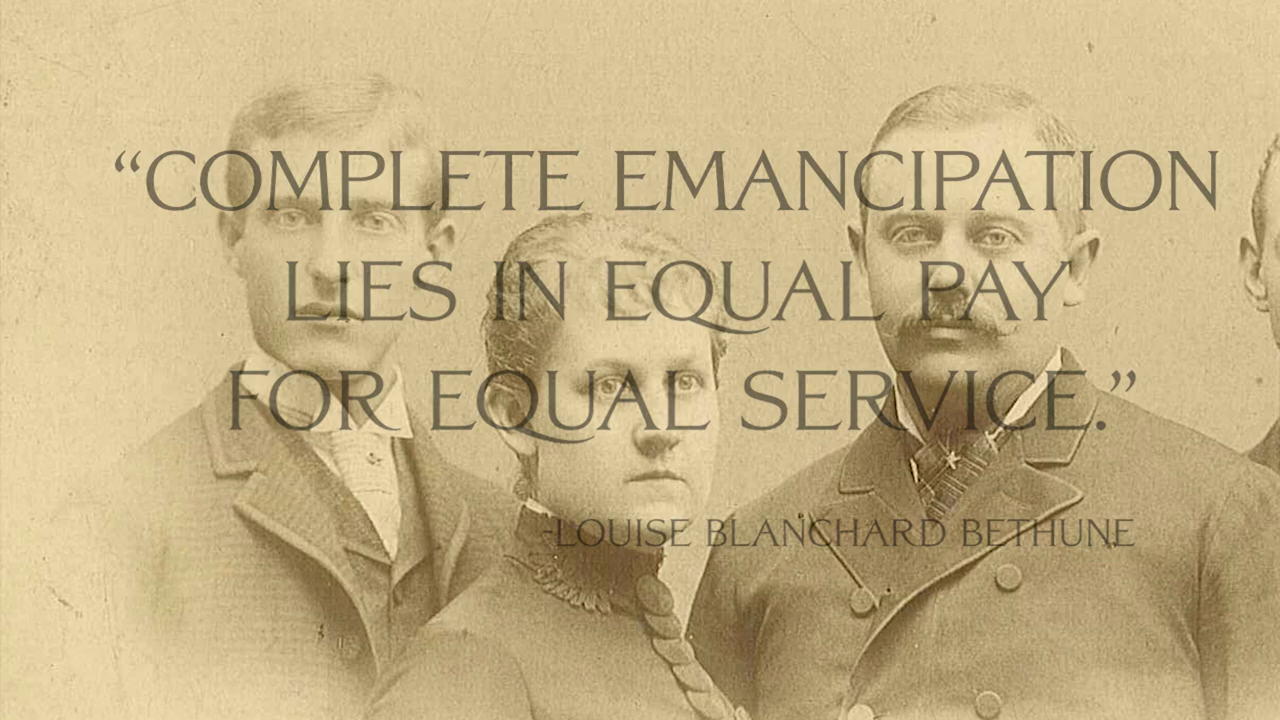 “COMPLETE EMANCIPATION
LIES IN EQUAL PAY
FOR EQUAL SERVICE.”
-LOUISE BLANCHARD BETHUNE